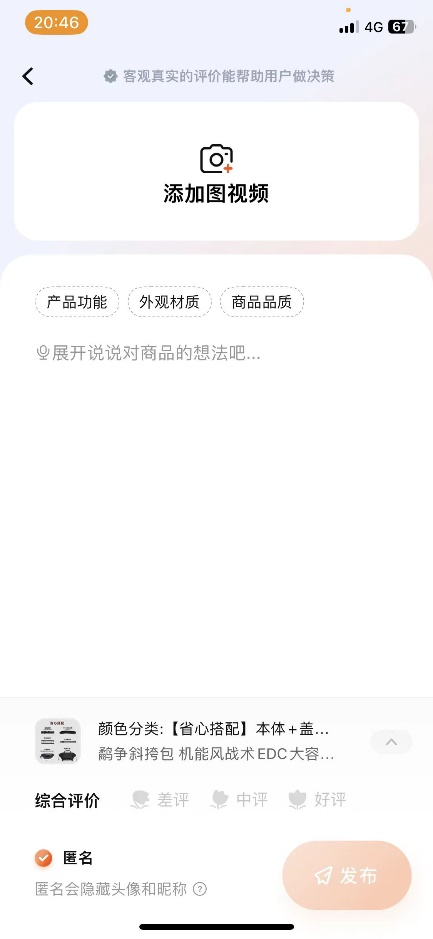 20:46
4G 67
客观真实的评价能帮助用户做决策
添加图视频
产品功能 外观材质 商品品质
展开说说对商品的想法吧...
颜色分类:【省心搭配】本体+盖...
鹬争斜挎包 机能风战术EDC大容...
综合评价 差评 中评 好评
匿名
匿名会隐藏头像和昵称
发布